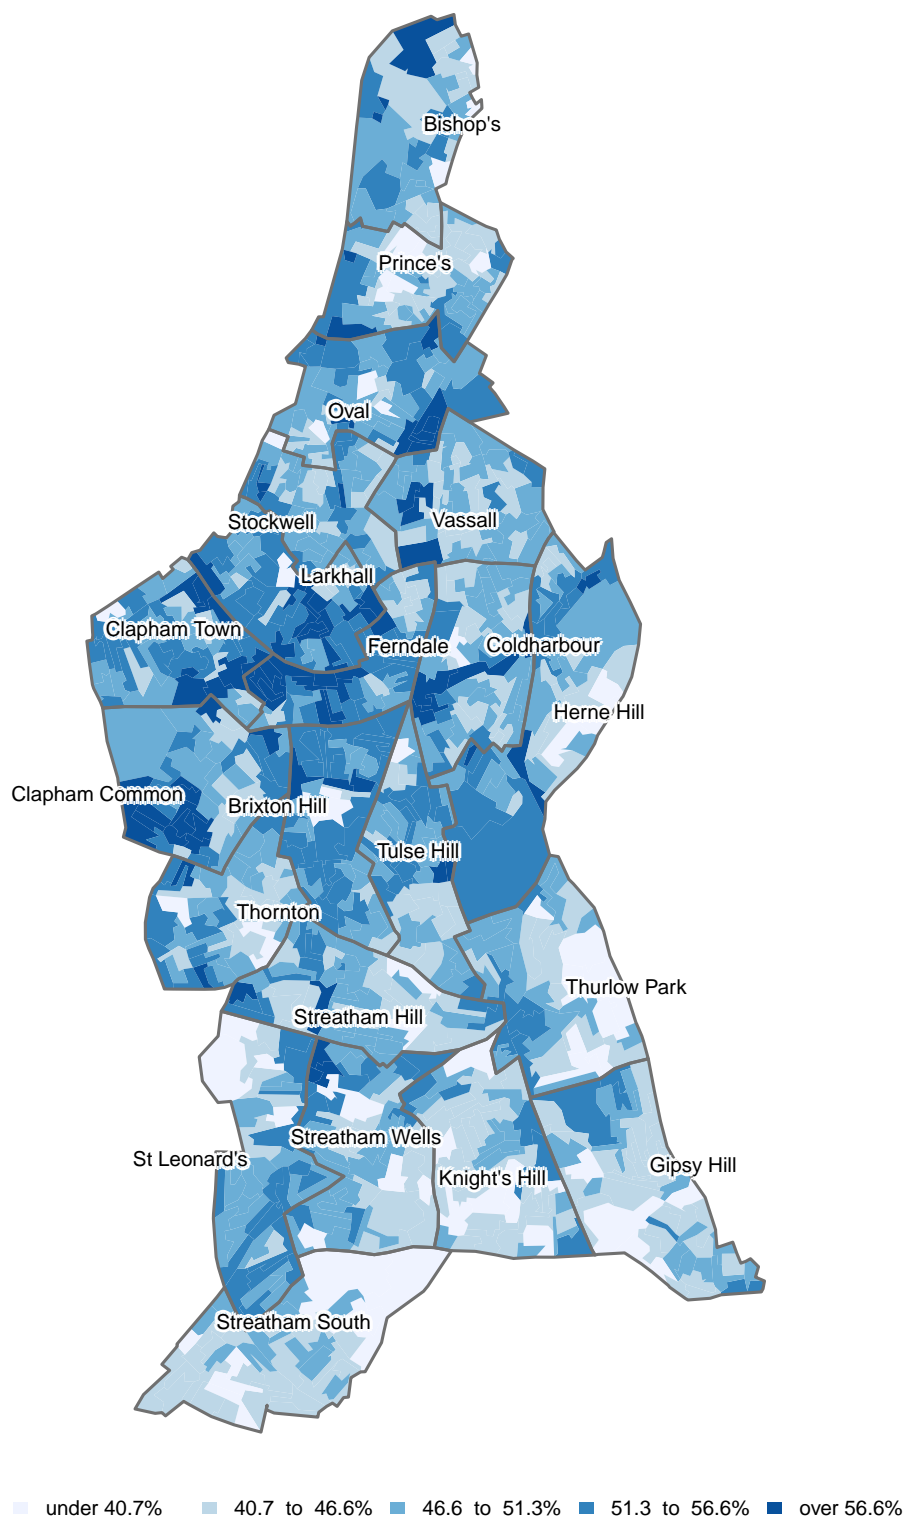 Bishop's
Prince's
Oval
Stockwell
Vassall
Larkhall
Clapham Town
Ferndale
Coldharbour
Herne Hill
Clapham Common
Brixton Hill
Tulse Hill
Thornton
Thurlow Park
Streatham Hill
Streatham Wells
St Leonard's
Gipsy Hill
Knight's Hill
Streatham South
under 40.7% 40.7 to 46.6% 46.6 to 51.3% 51.3 to 56.6% over 56.6%